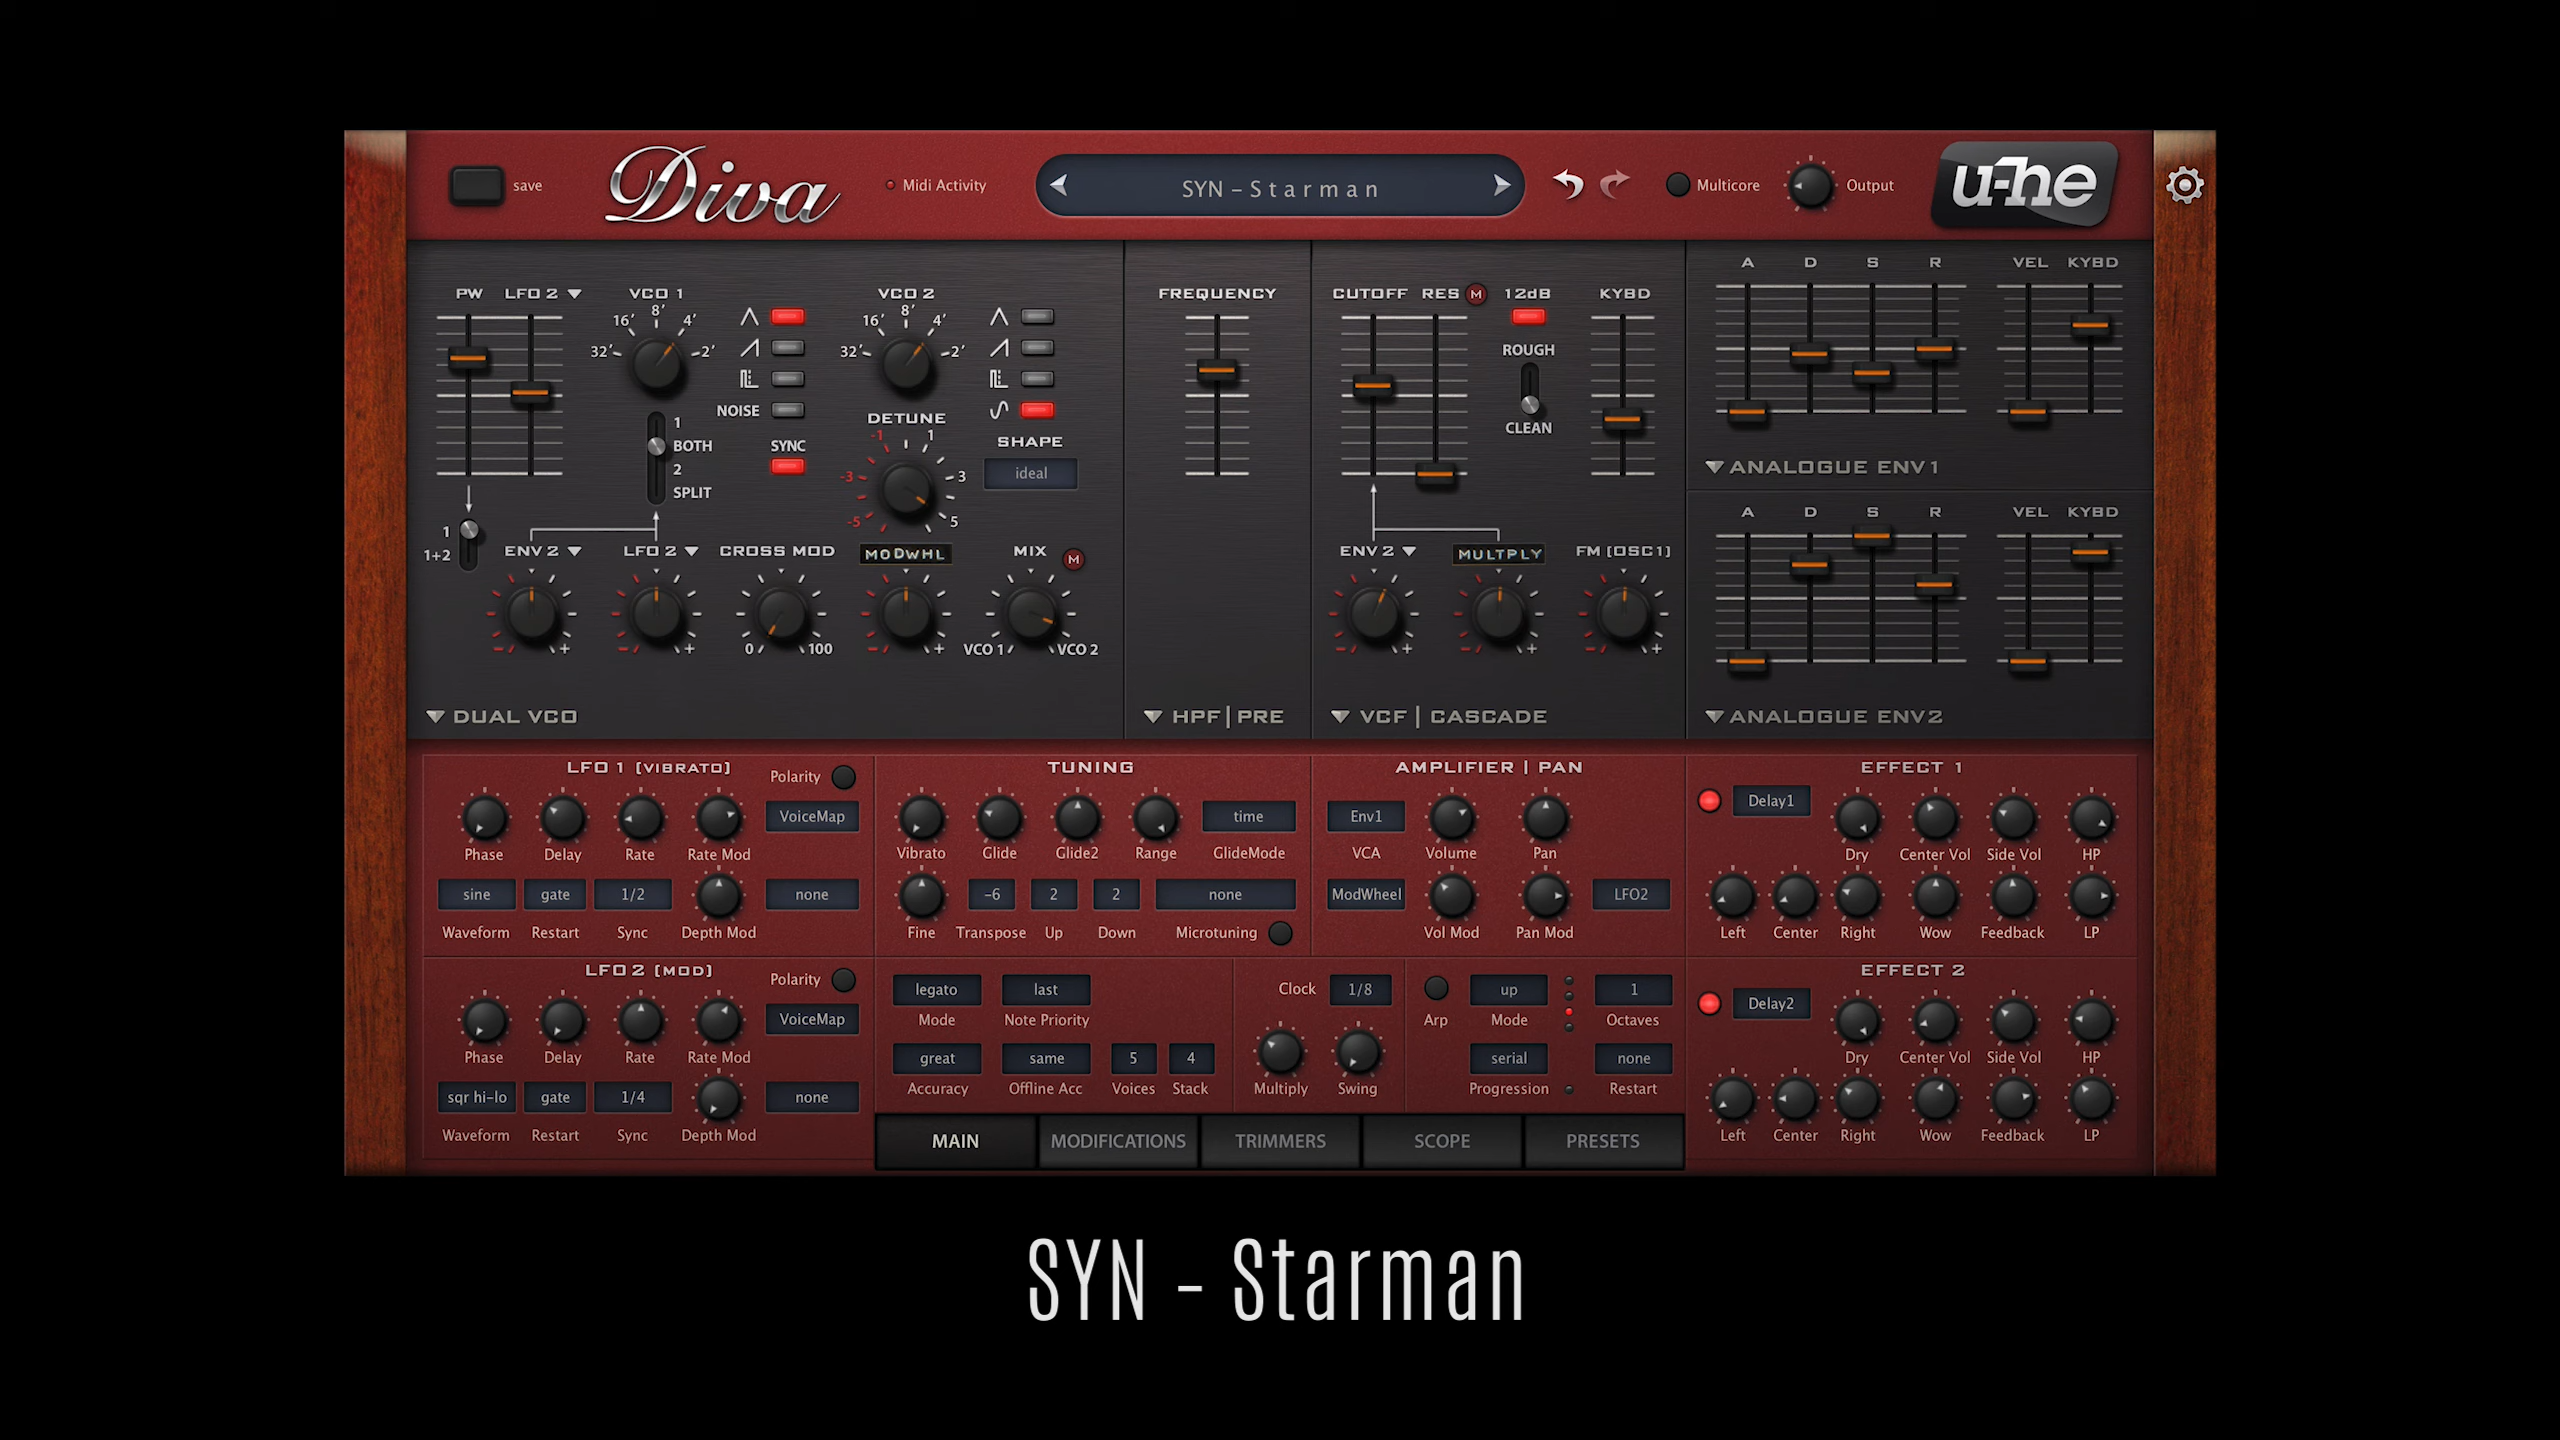 save
Diva
Midi Activity
SYN – Starman
Multicore
Output
u-he
PW LFO 2
VCO 1
32' 16' 8' 4' 2'
NOISE
SYNC
1
BOTH
2
SPLIT
1
1+2
VCO 2
32' 16' 8' 4' 2'
DETUNE
-1 1
-3 3
-5 5
SHAPE
ideal
ENV 2
- +
LFO 2
- +
CROSS MOD
0 100
MODWHL
- +
MIX M
VCO 1 VCO 2
DUAL VCO
FREQUENCY
HPF | PRE
CUTOFF RES M 12dB KYBD
ROUGH
CLEAN
ENV 2
- +
MULTPLY
- +
FM [OSC1]
- +
VCF | CASCADE
A D S R VEL KYBD
ANALOGUE ENV1
A D S R VEL KYBD
ANALOGUE ENV2
LFO 1 [VIBRATO]
Polarity
VoiceMap
Phase Delay Rate Rate Mod
sine gate 1/2 none
Waveform Restart Sync Depth Mod
LFO 2 [MOD]
Polarity
VoiceMap
Phase Delay Rate Rate Mod
sqr hi-lo gate 1/4 none
Waveform Restart Sync Depth Mod
TUNING
time
Vibrato Glide Glide2 Range GlideMode
-6 2 2 none
Fine Transpose Up Down Microtuning
AMPLIFIER | PAN
Env1
VCA Volume Pan
ModWheel LFO2
Vol Mod Pan Mod
legato last
Mode Note Priority
great same 5 4
Accuracy Offline Acc Voices Stack
Clock 1/8
Multiply Swing
up 1
Arp Mode Octaves
serial none
Progression Restart
MAIN MODIFICATIONS TRIMMERS SCOPE PRESETS
EFFECT 1
Delay1
Dry Center Vol Side Vol HP
Left Center Right Wow Feedback LP
EFFECT 2
Delay2
Dry Center Vol Side Vol HP
Left Center Right Wow Feedback LP
SYN – Starman